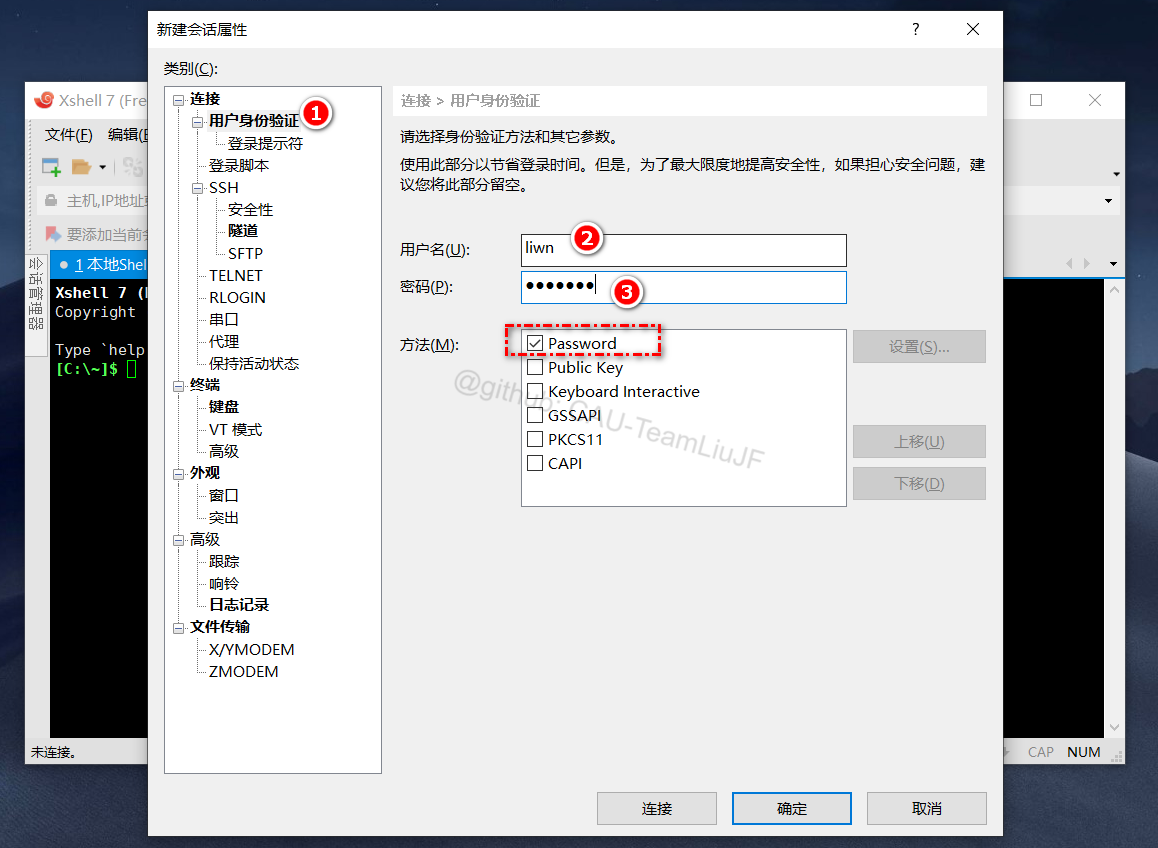 新建会话属性
?
类别(C):
连接
用户身份验证
1
登录提示符
登录脚本
SSH
安全性
隧道
SFTP
TELNET
RLOGIN
串口
代理
保持活动状态
终端
键盘
VT 模式
高级
外观
窗口
突出
高级
跟踪
响铃
日志记录
文件传输
X/YMODEM
ZMODEM
连接 > 用户身份验证
请选择身份验证方法和其它参数。
使用此部分以节省登录时间。但是，为了最大限度地提高安全性，如果担心安全问题，建
议您将此部分留空。
用户名(U):
liwn
2
密码(P):
•••••••
3
方法(M):
Password
Public Key
Keyboard Interactive
GSSAPI
PKCS11
CAPI
设置(S)...
上移(U)
下移(D)
@github: CAU-TeamLiuJF
连接
确定
取消
Xshell 7 (Fre
文件(F) 编辑(E
主机,IP地址
要添加当前
会话管理器
1 本地Shel
Xshell 7 (
Copyright
Type `help
[C:\~]$
未连接。
CAP NUM